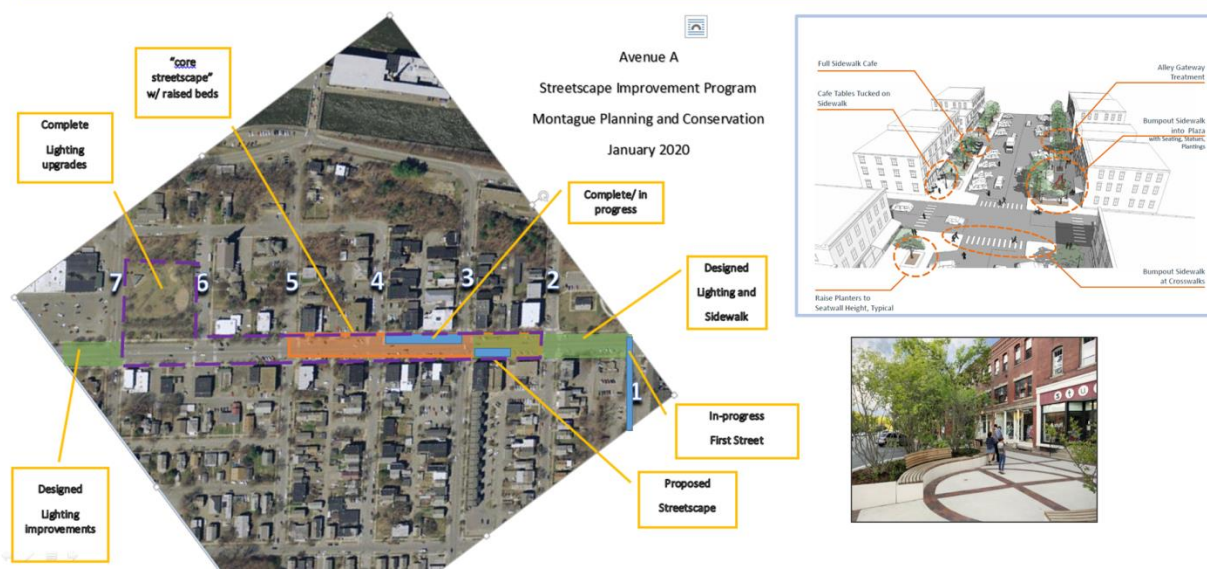 Avenue A
Streetscape Improvement Program
Montague Planning and Conservation
January 2020
"core
streetscape"
w/ raised beds
Complete
Lighting
upgrades
Complete/ in
progress
Designed
Lighting and
Sidewalk
7
6
5
4
3
2
1
In-progress
First Street
Proposed
Streetscape
Designed
Lighting
improvements
Full Sidewalk Cafe
Cafe Tables Tucked on
Sidewalk
Alley Gateway
Treatment
Bumpout Sidewalk
into Plaza
with Seating, Statues,
Plantings
Raise Planters to
Seatwall Height, Typical
Bumpout Sidewalk
at Crosswalks
STU